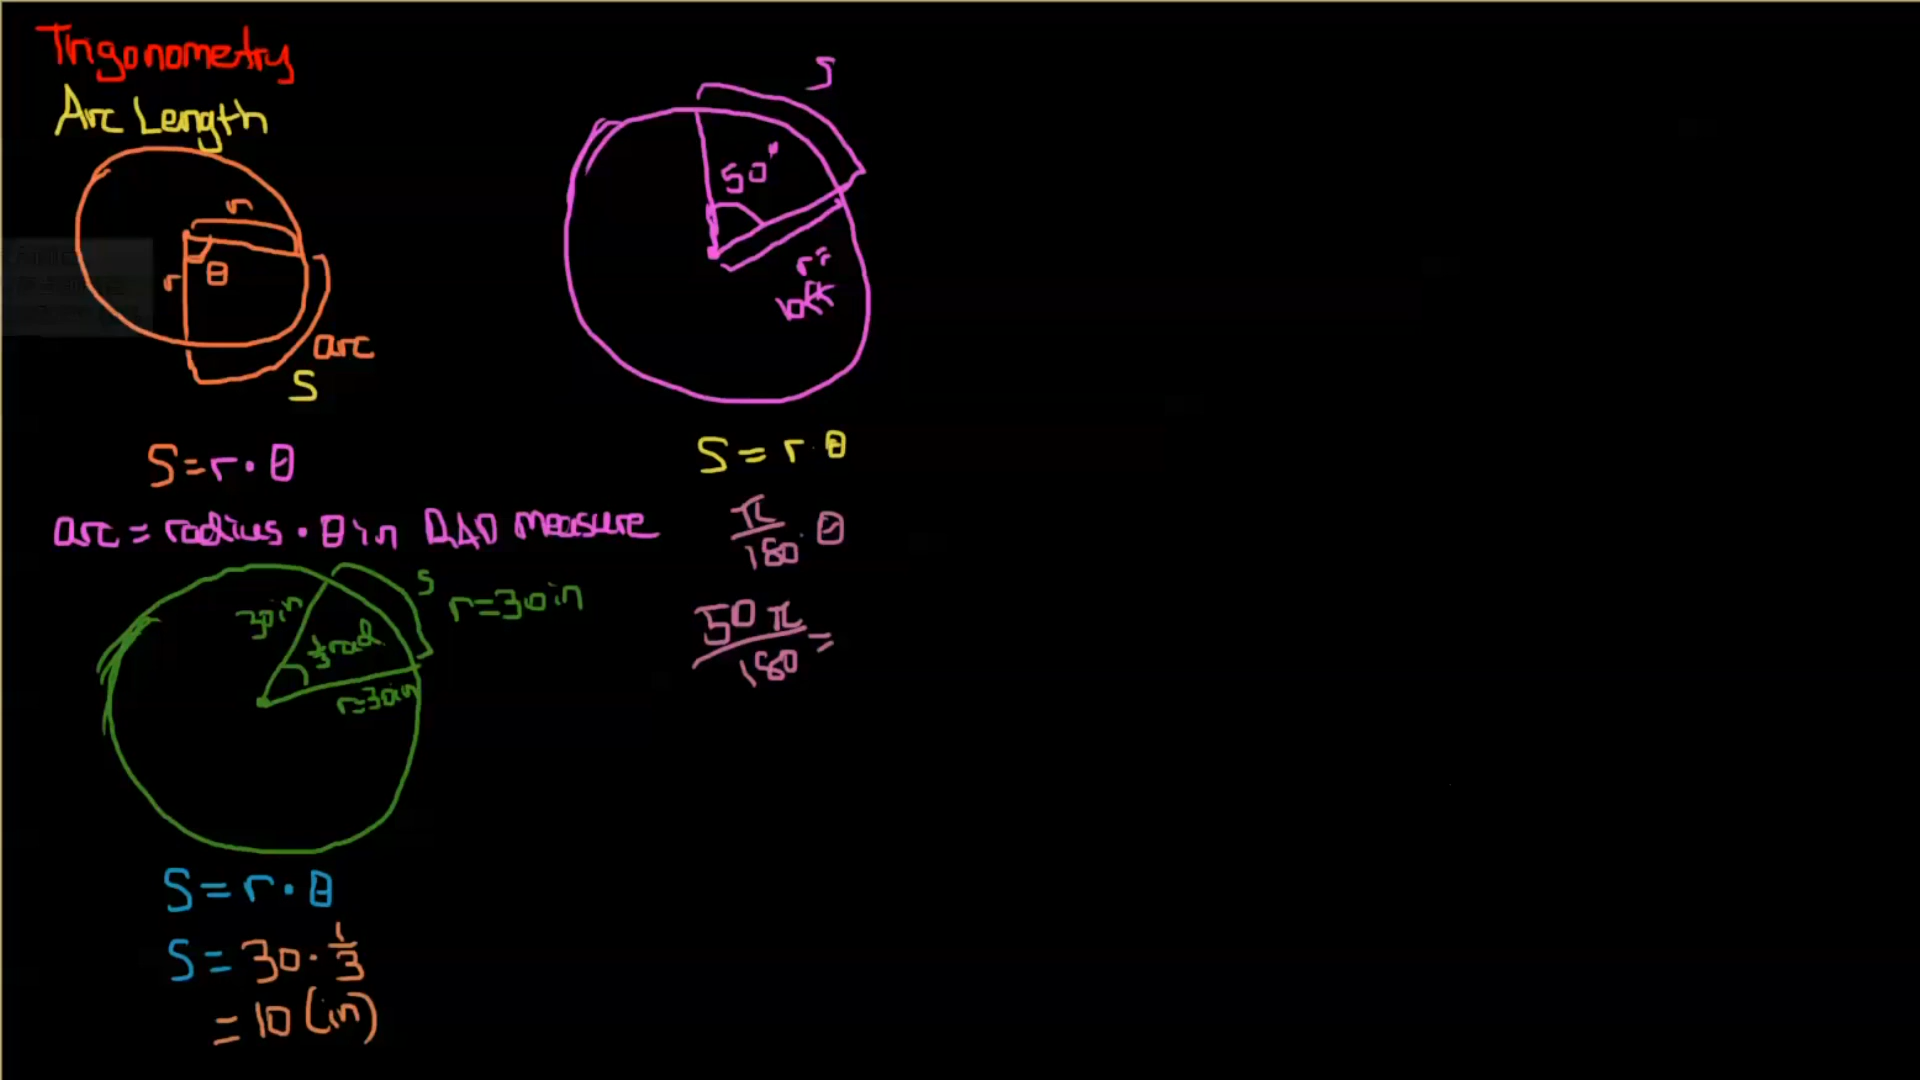 Trigonometry
Arc Length
r
r
θ
arc
S
S = r · θ
arc = radius · θ in RAD measure
30in
S
r=30in
1/3 rad
r=30in
S = r · θ
S = 30 · 1/3
= 10 (in)
S
50°
r=
10ft
S = r · θ
π/180 · θ
50π/180 =